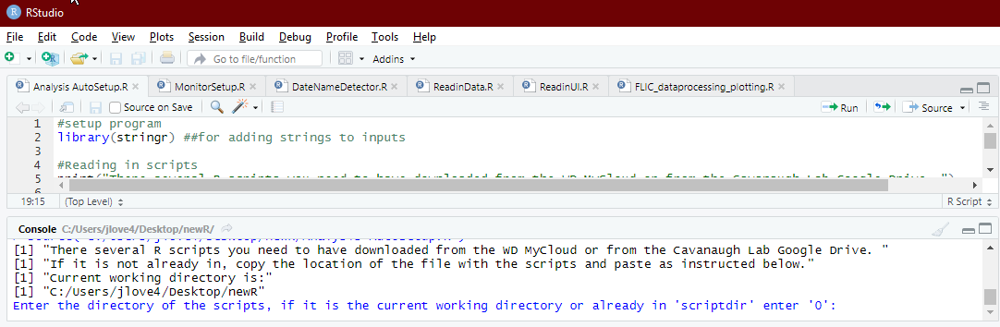 RStudio
File Edit Code View Plots Session Build Debug Profile Tools Help
Go to file/function Addins
Analysis AutoSetup.R MonitorSetup.R DateNameDetector.R ReadinData.R ReadinUI.R FLIC_dataprocessing_plotting.R
Source on Save Run Source
1 #setup program
2 library(stringr) ##for adding strings to inputs
3
4 #Reading in scripts
5 print("There several R scripts you need to have downloaded from the WD MyCloud or from the Cavanaugh Lab Google Drive. ")
6
19:15 (Top Level) R Script
Console C:/Users/jlove4/Desktop/newR/
[1] "There several R scripts you need to have downloaded from the WD MyCloud or from the Cavanaugh Lab Google Drive. "
[1] "If it is not already in, copy the location of the file with the scripts and paste as instructed below."
[1] "Current working directory is:"
[1] "C:/Users/jlove4/Desktop/newR"
Enter the directory of the scripts, if it is the current working directory or already in 'scriptdir' enter '0':